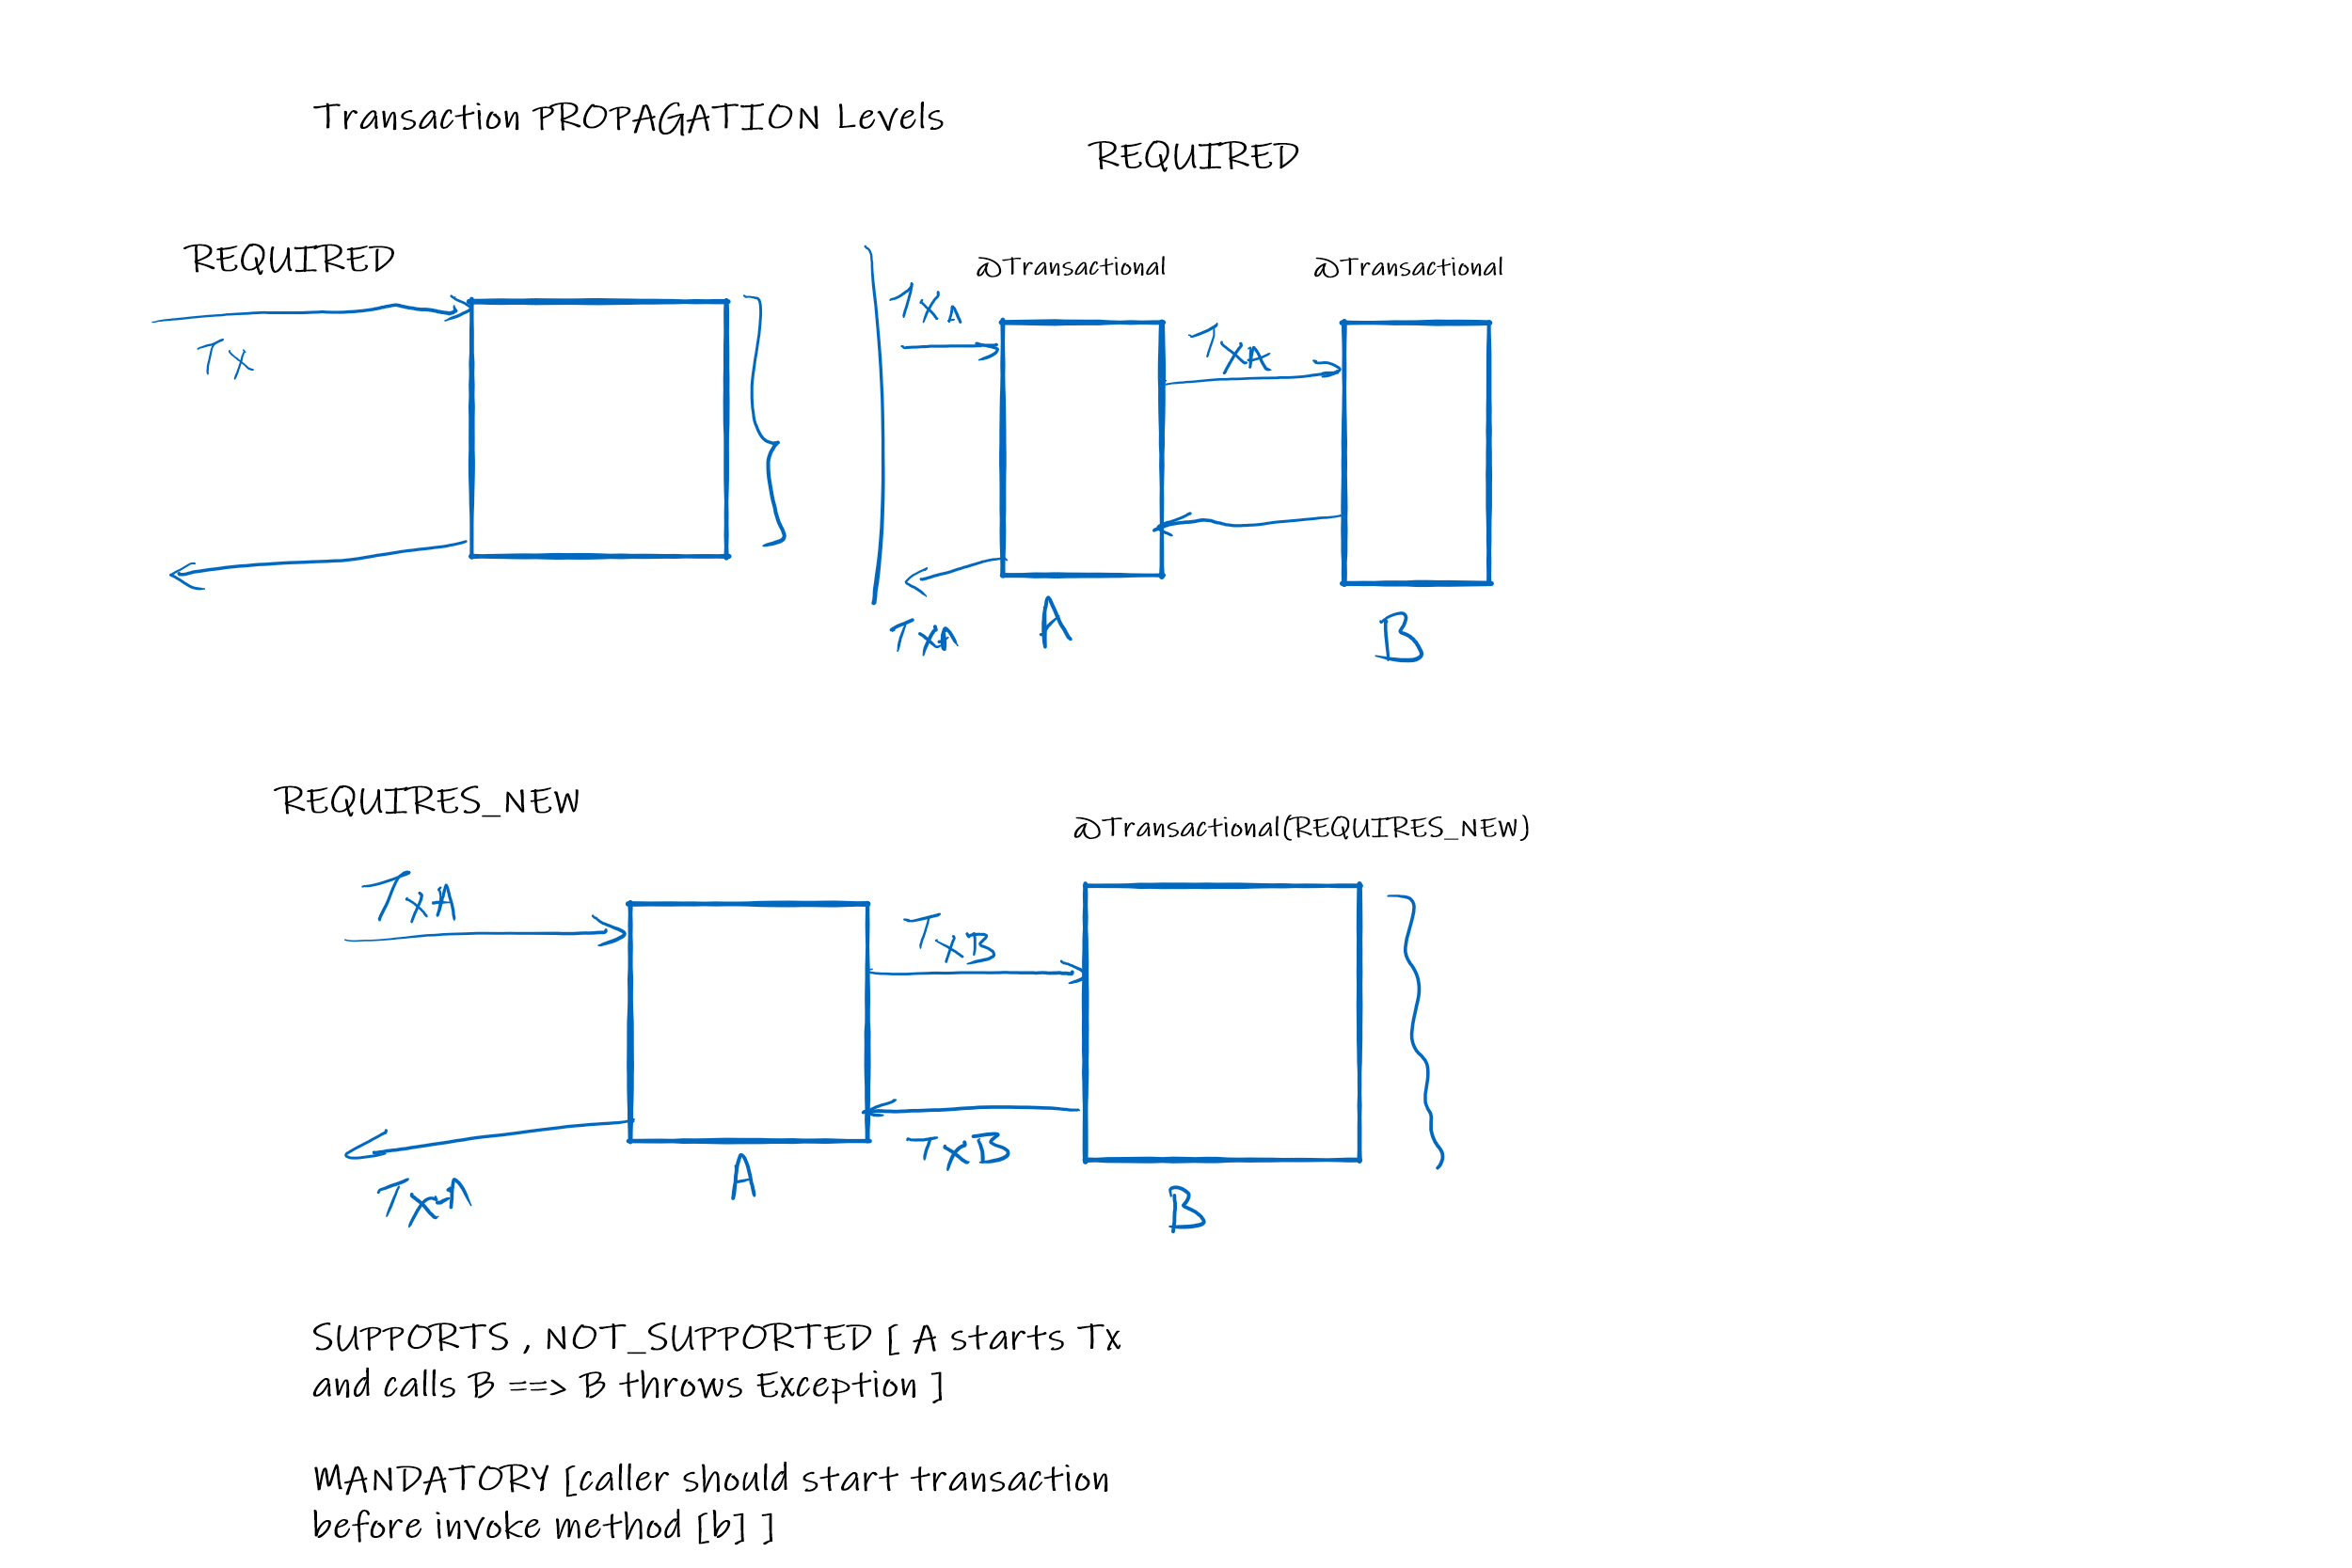 Transaction PROPAGATION Levels
REQUIRED
REQUIRED
Tx
@Transactional
@Transactional
TxA
TxA
TxA
A
B
REQUIRES_NEW
@Transactional(REQUIRES_NEW)
TxA
TxB
TxB
TxA
A
B
SUPPORTS , NOT_SUPPORTED [ A starts Tx
and calls B ==> B throws Exception ]
MANDATORY [caller should start transaction
before invoke method [b] ]